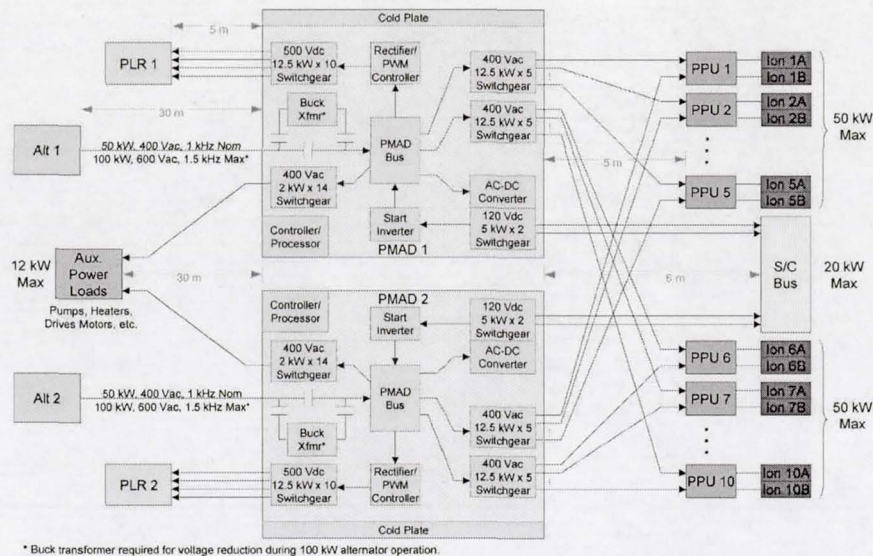 Cold Plate
5 m
PLR 1
500 Vdc
12.5 kW x 10
Switchgear
Rectifier/
PWM
Controller
400 Vac
12.5 kW x 5
Switchgear
PPU 1
Ion 1A
Ion 1B
30 m
Buck
Xfmr*
400 Vac
12.5 kW x 5
Switchgear
PPU 2
Ion 2A
Ion 2B
50 kW
Max
Alt 1
50 kW, 400 Vac, 1 kHz Nom
100 kW, 600 Vac, 1.5 kHz Max*
PMAD
Bus
5 m
400 Vac
2 kW x 14
Switchgear
AC-DC
Converter
PPU 5
Ion 5A
Ion 5B
Controller/
Processor
Start
Inverter
120 Vdc
5 kW x 2
Switchgear
PMAD 1
12 kW
Max
Aux.
Power
Loads
30 m
6 m
S/C
Bus
20 kW
Max
Pumps, Heaters,
Drives Motors, etc.
PMAD 2
Controller/
Processor
Start
Inverter
120 Vdc
5 kW x 2
Switchgear
400 Vac
2 kW x 14
Switchgear
AC-DC
Converter
PPU 6
Ion 6A
Ion 6B
Alt 2
50 kW, 400 Vac, 1 kHz Nom
100 kW, 600 Vac, 1.5 kHz Max*
PMAD
Bus
PPU 7
Ion 7A
Ion 7B
50 kW
Max
Buck
Xfmr*
400 Vac
12.5 kW x 5
Switchgear
PLR 2
500 Vdc
12.5 kW x 10
Switchgear
Rectifier/
PWM
Controller
400 Vac
12.5 kW x 5
Switchgear
PPU 10
Ion 10A
Ion 10B
Cold Plate
* Buck transformer required for voltage reduction during 100 kW alternator operation.